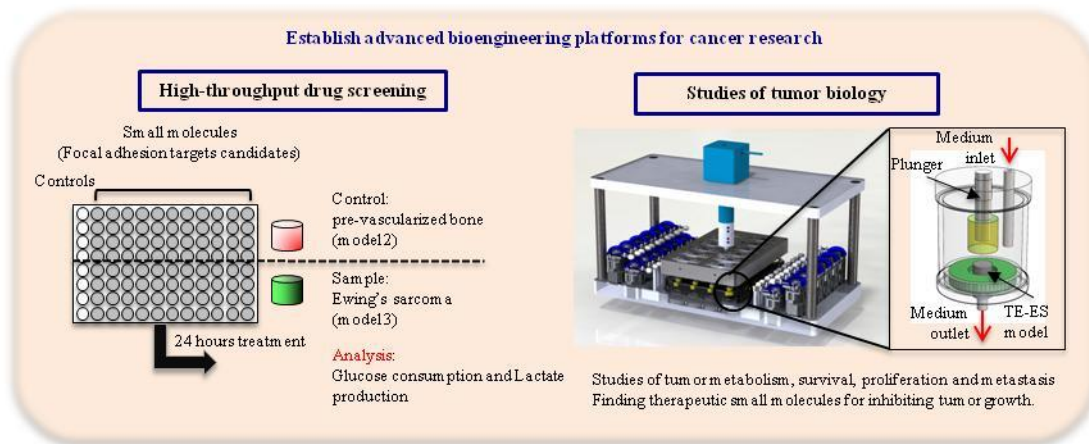 Establish advanced bioengineering platforms for cancer research
High-throughput drug screening
Small molecules
(Focal adhesion targets candidates)
Controls
Control:
pre-vascularized bone
(model2)
Sample:
Ewing's sarcoma
(model3)
24 hours treatment
Analysis:
Glucose consumption and Lactate
production
Studies of tumor biology
Medium
inlet
Plunger
Medium
outlet
TE-ES
model
Studies of tumor metabolism, survival, proliferation and metastasis
Finding therapeutic small molecules for inhibiting tumor growth.